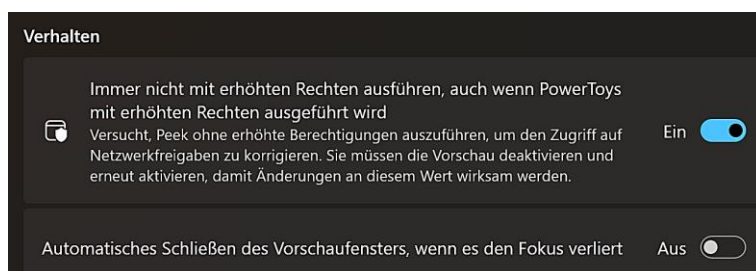 Verhalten
Immer nicht mit erhöhten Rechten ausführen, auch wenn PowerToys
mit erhöhten Rechten ausgeführt wird
Versucht, Peek ohne erhöhte Berechtigungen auszuführen, um den Zugriff auf
Netzwerkfreigaben zu korrigieren. Sie müssen die Vorschau deaktivieren und
erneut aktivieren, damit Änderungen an diesem Wert wirksam werden.
Ein
Automatisches Schließen des Vorschaufensters, wenn es den Fokus verliert
Aus